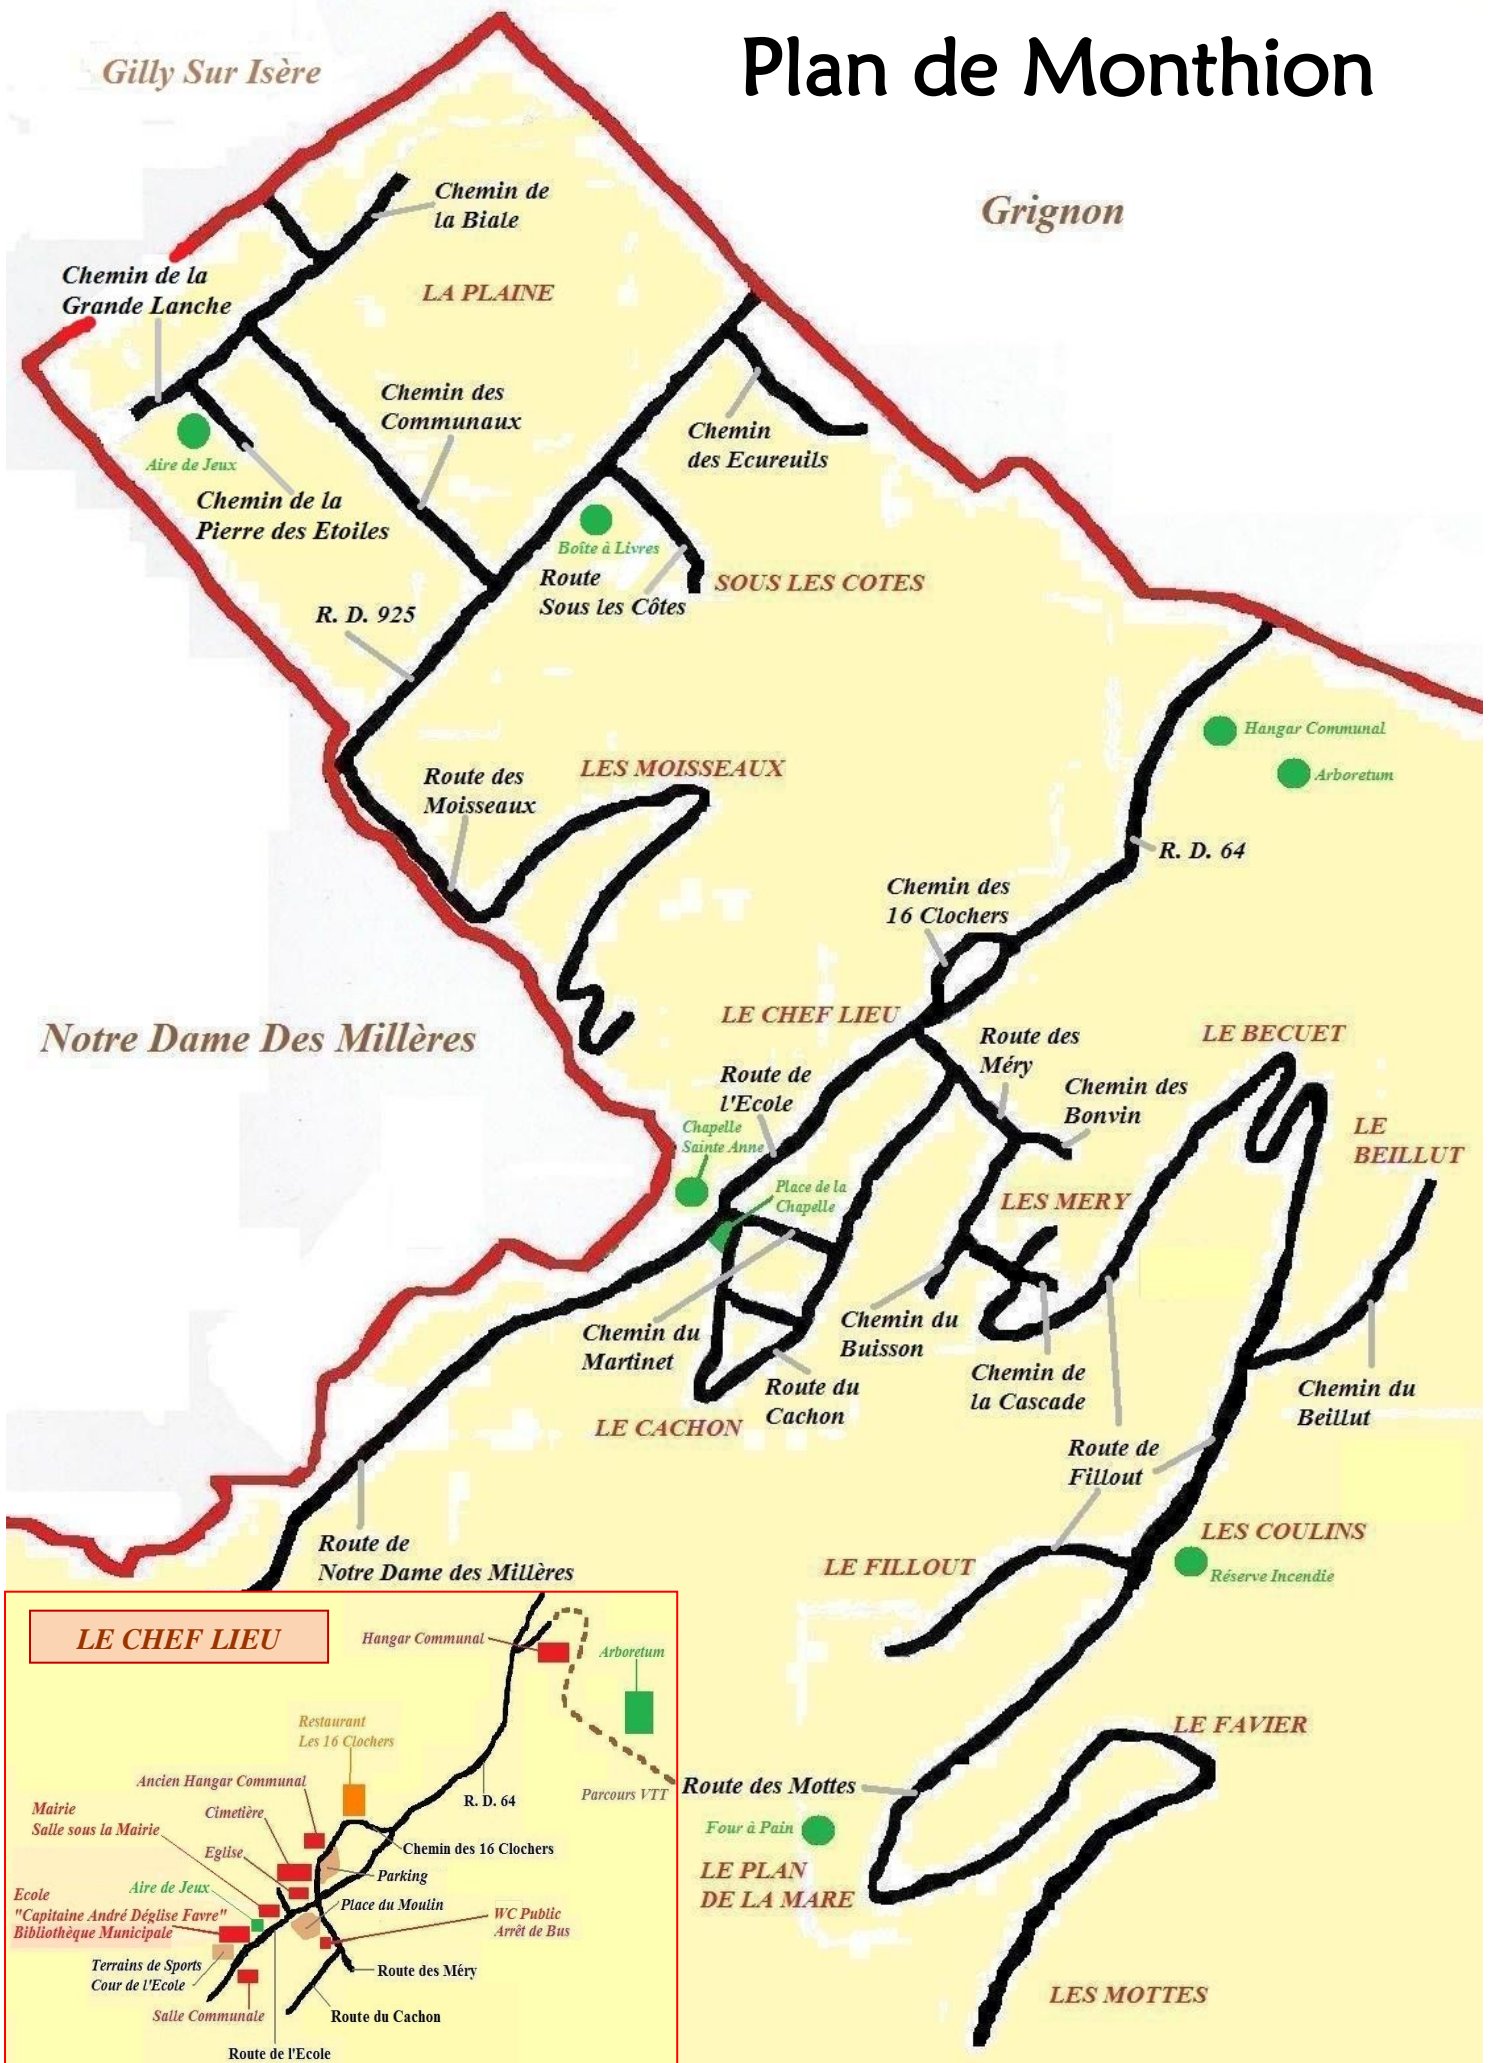 Plan de Monthion
Gilly Sur Isère
Grignon
Chemin de
la Biale
Chemin de la
Grande Lanche
LA PLAINE
Chemin des
Communaux
Chemin
des Ecureuils
Aire de Jeux
Chemin de la
Pierre des Etoiles
Boîte à Livres
Route
Sous les Côtes
SOUS LES COTES
R. D. 925
Hangar Communal
Arboretum
Route des
Moisseaux
LES MOISSEAUX
R. D. 64
Chemin des
16 Clochers
LE CHEF LIEU
Notre Dame Des Millères
Route des
Méry
LE BECUET
Route de
l'Ecole
Chemin des
Bonvin
Chapelle
Sainte Anne
LE
BEILLUT
Place de la
Chapelle
LES MERY
Chemin du
Martinet
Chemin du
Buisson
Chemin de
la Cascade
Route du
Cachon
Chemin du
Beillut
LE CACHON
Route de
Fillout
Route de
Notre Dame des Millères
LES COULINS
LE FILLOUT
Réserve Incendie
LE FAVIER
Route des Mottes
Four à Pain
LE PLAN
DE LA MARE
LES MOTTES
LE CHEF LIEU
Hangar Communal
Arboretum
Restaurant
Les 16 Clochers
Ancien Hangar Communal
Parcours VTT
R. D. 64
Mairie
Salle sous la Mairie
Cimetière
Chemin des 16 Clochers
Eglise
Parking
Aire de Jeux
Place du Moulin
Ecole
"Capitaine André Déglise Favre"
Bibliothèque Municipale
WC Public
Arrêt de Bus
Terrains de Sports
Cour de l'Ecole
Route des Méry
Salle Communale
Route du Cachon
Route de l'Ecole